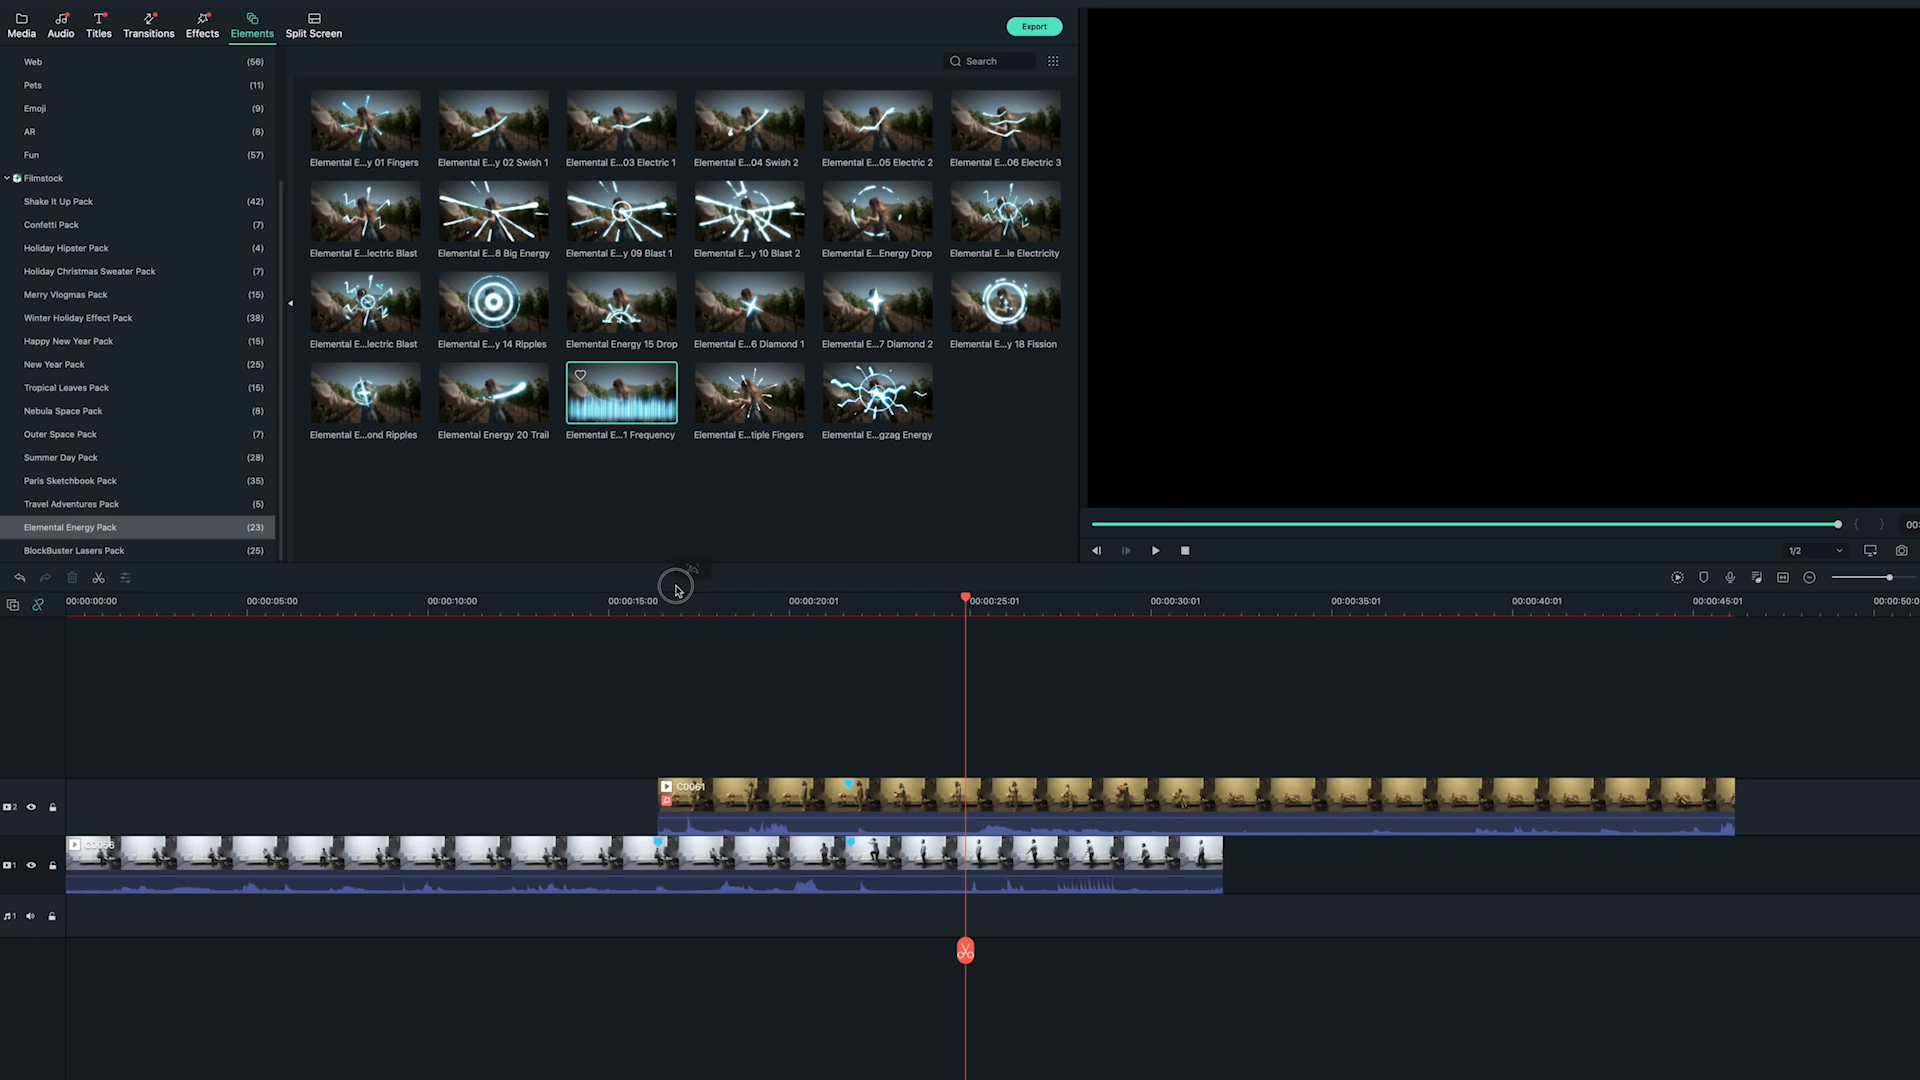 Media Audio Titles Transitions Effects Elements Split Screen
Export
Search
Web (56)
Pets (11)
Emoji (9)
AR (8)
Fun (57)
Filmstock
Shake It Up Pack (42)
Confetti Pack (7)
Holiday Hipster Pack (4)
Holiday Christmas Sweater Pack (7)
Merry Vlogmas Pack (15)
Winter Holiday Effect Pack (38)
Happy New Year Pack (15)
New Year Pack (25)
Tropical Leaves Pack (15)
Nebula Space Pack (8)
Outer Space Pack (7)
Summer Day Pack (28)
Paris Sketchbook Pack (35)
Travel Adventures Pack (5)
Elemental Energy Pack (23)
BlockBuster Lasers Pack (25)
Elemental E...y 01 Fingers Elemental E...y 02 Swish 1 Elemental E...03 Electric 1 Elemental E...04 Swish 2 Elemental E...05 Electric 2 Elemental E...06 Electric 3
Elemental E...lectric Blast Elemental E...8 Big Energy Elemental E...y 09 Blast 1 Elemental E...y 10 Blast 2 Elemental E...Energy Drop Elemental E...le Electricity
Elemental E...lectric Blast Elemental E...y 14 Ripples Elemental Energy 15 Drop Elemental E...6 Diamond 1 Elemental E...7 Diamond 2 Elemental E...y 18 Fission
Elemental E...ond Ripples Elemental Energy 20 Trail Elemental E...1 Frequency Elemental E...tiple Fingers Elemental E...gzag Energy
{ } 00:
1/2
00:00:00:00 00:00:05:00 00:00:10:00 00:00:15:00 00:00:20:01 00:00:25:01 00:00:30:01 00:00:35:01 00:00:40:01 00:00:45:01 00:00:50:0
2
C0061
1
C0056
1